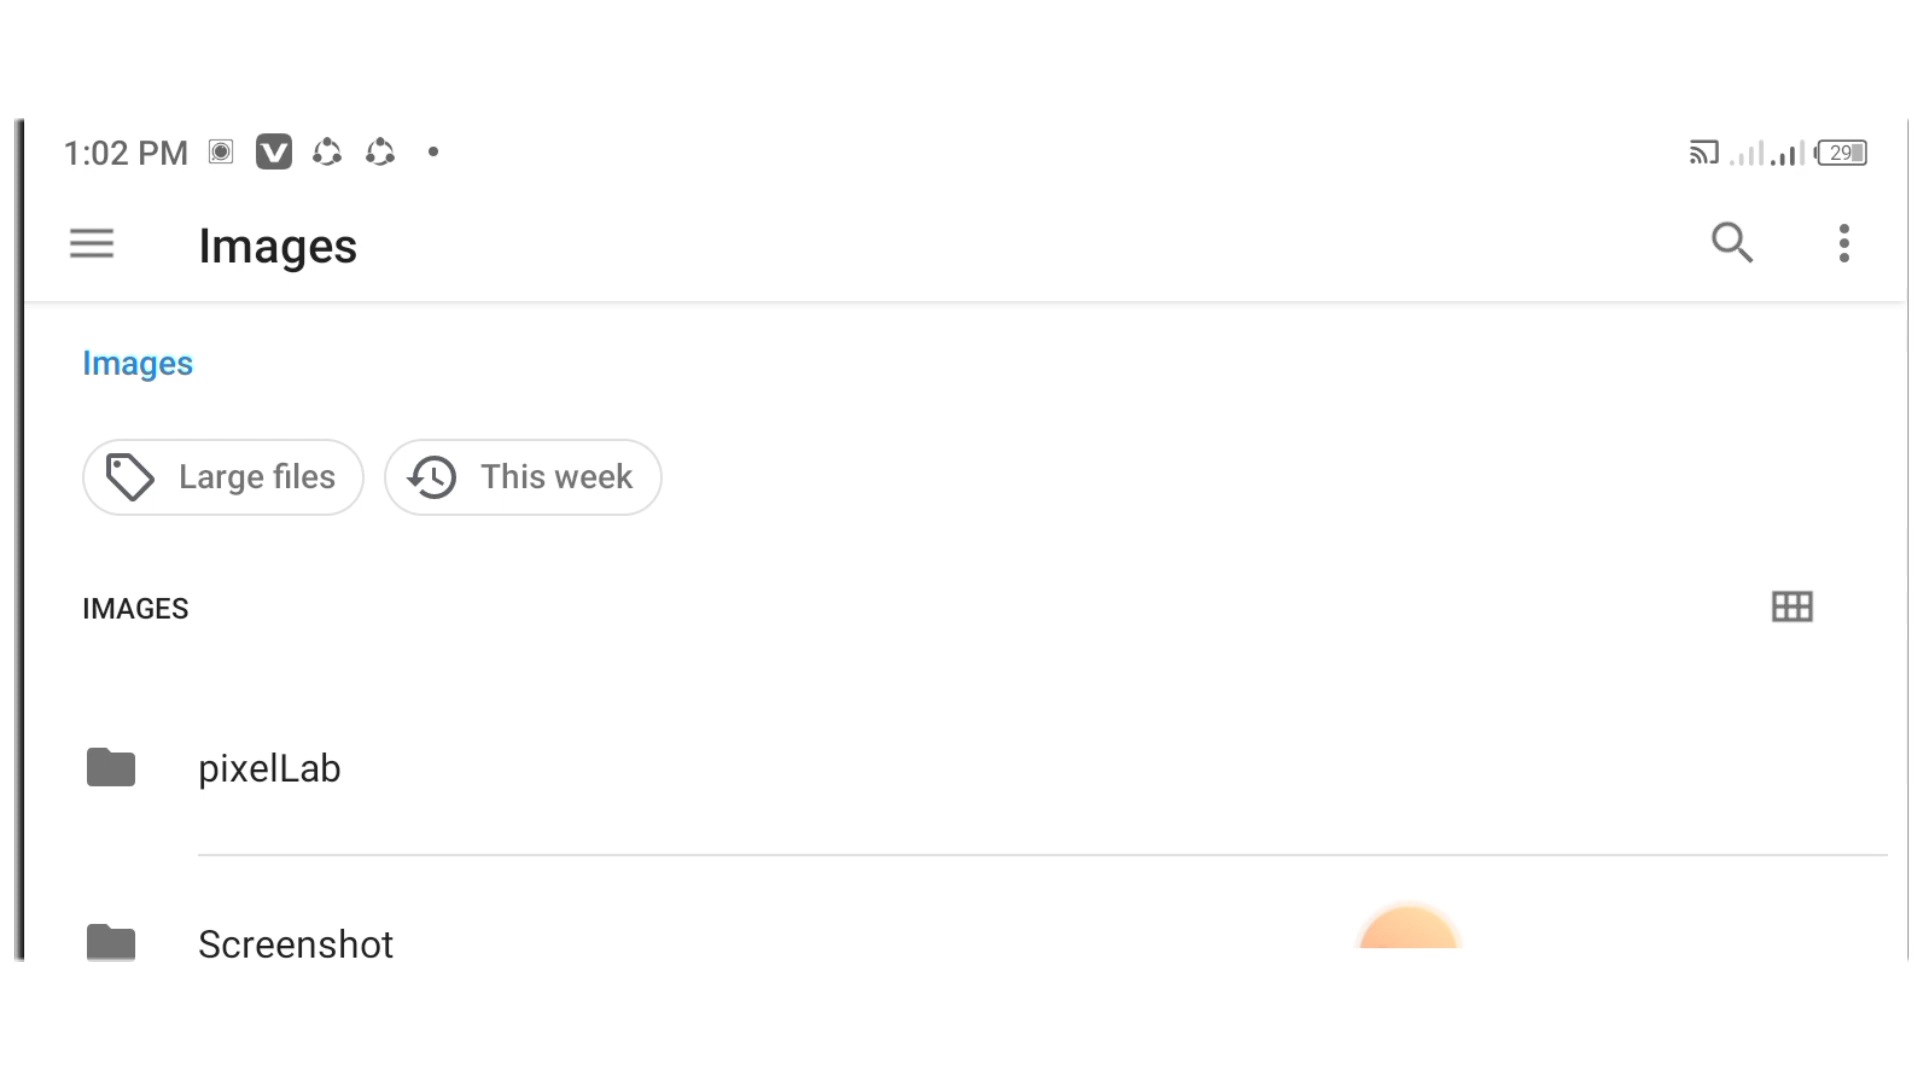 1:02 PM
29
Images
Images
Large files
This week
IMAGES
pixelLab
Screenshot